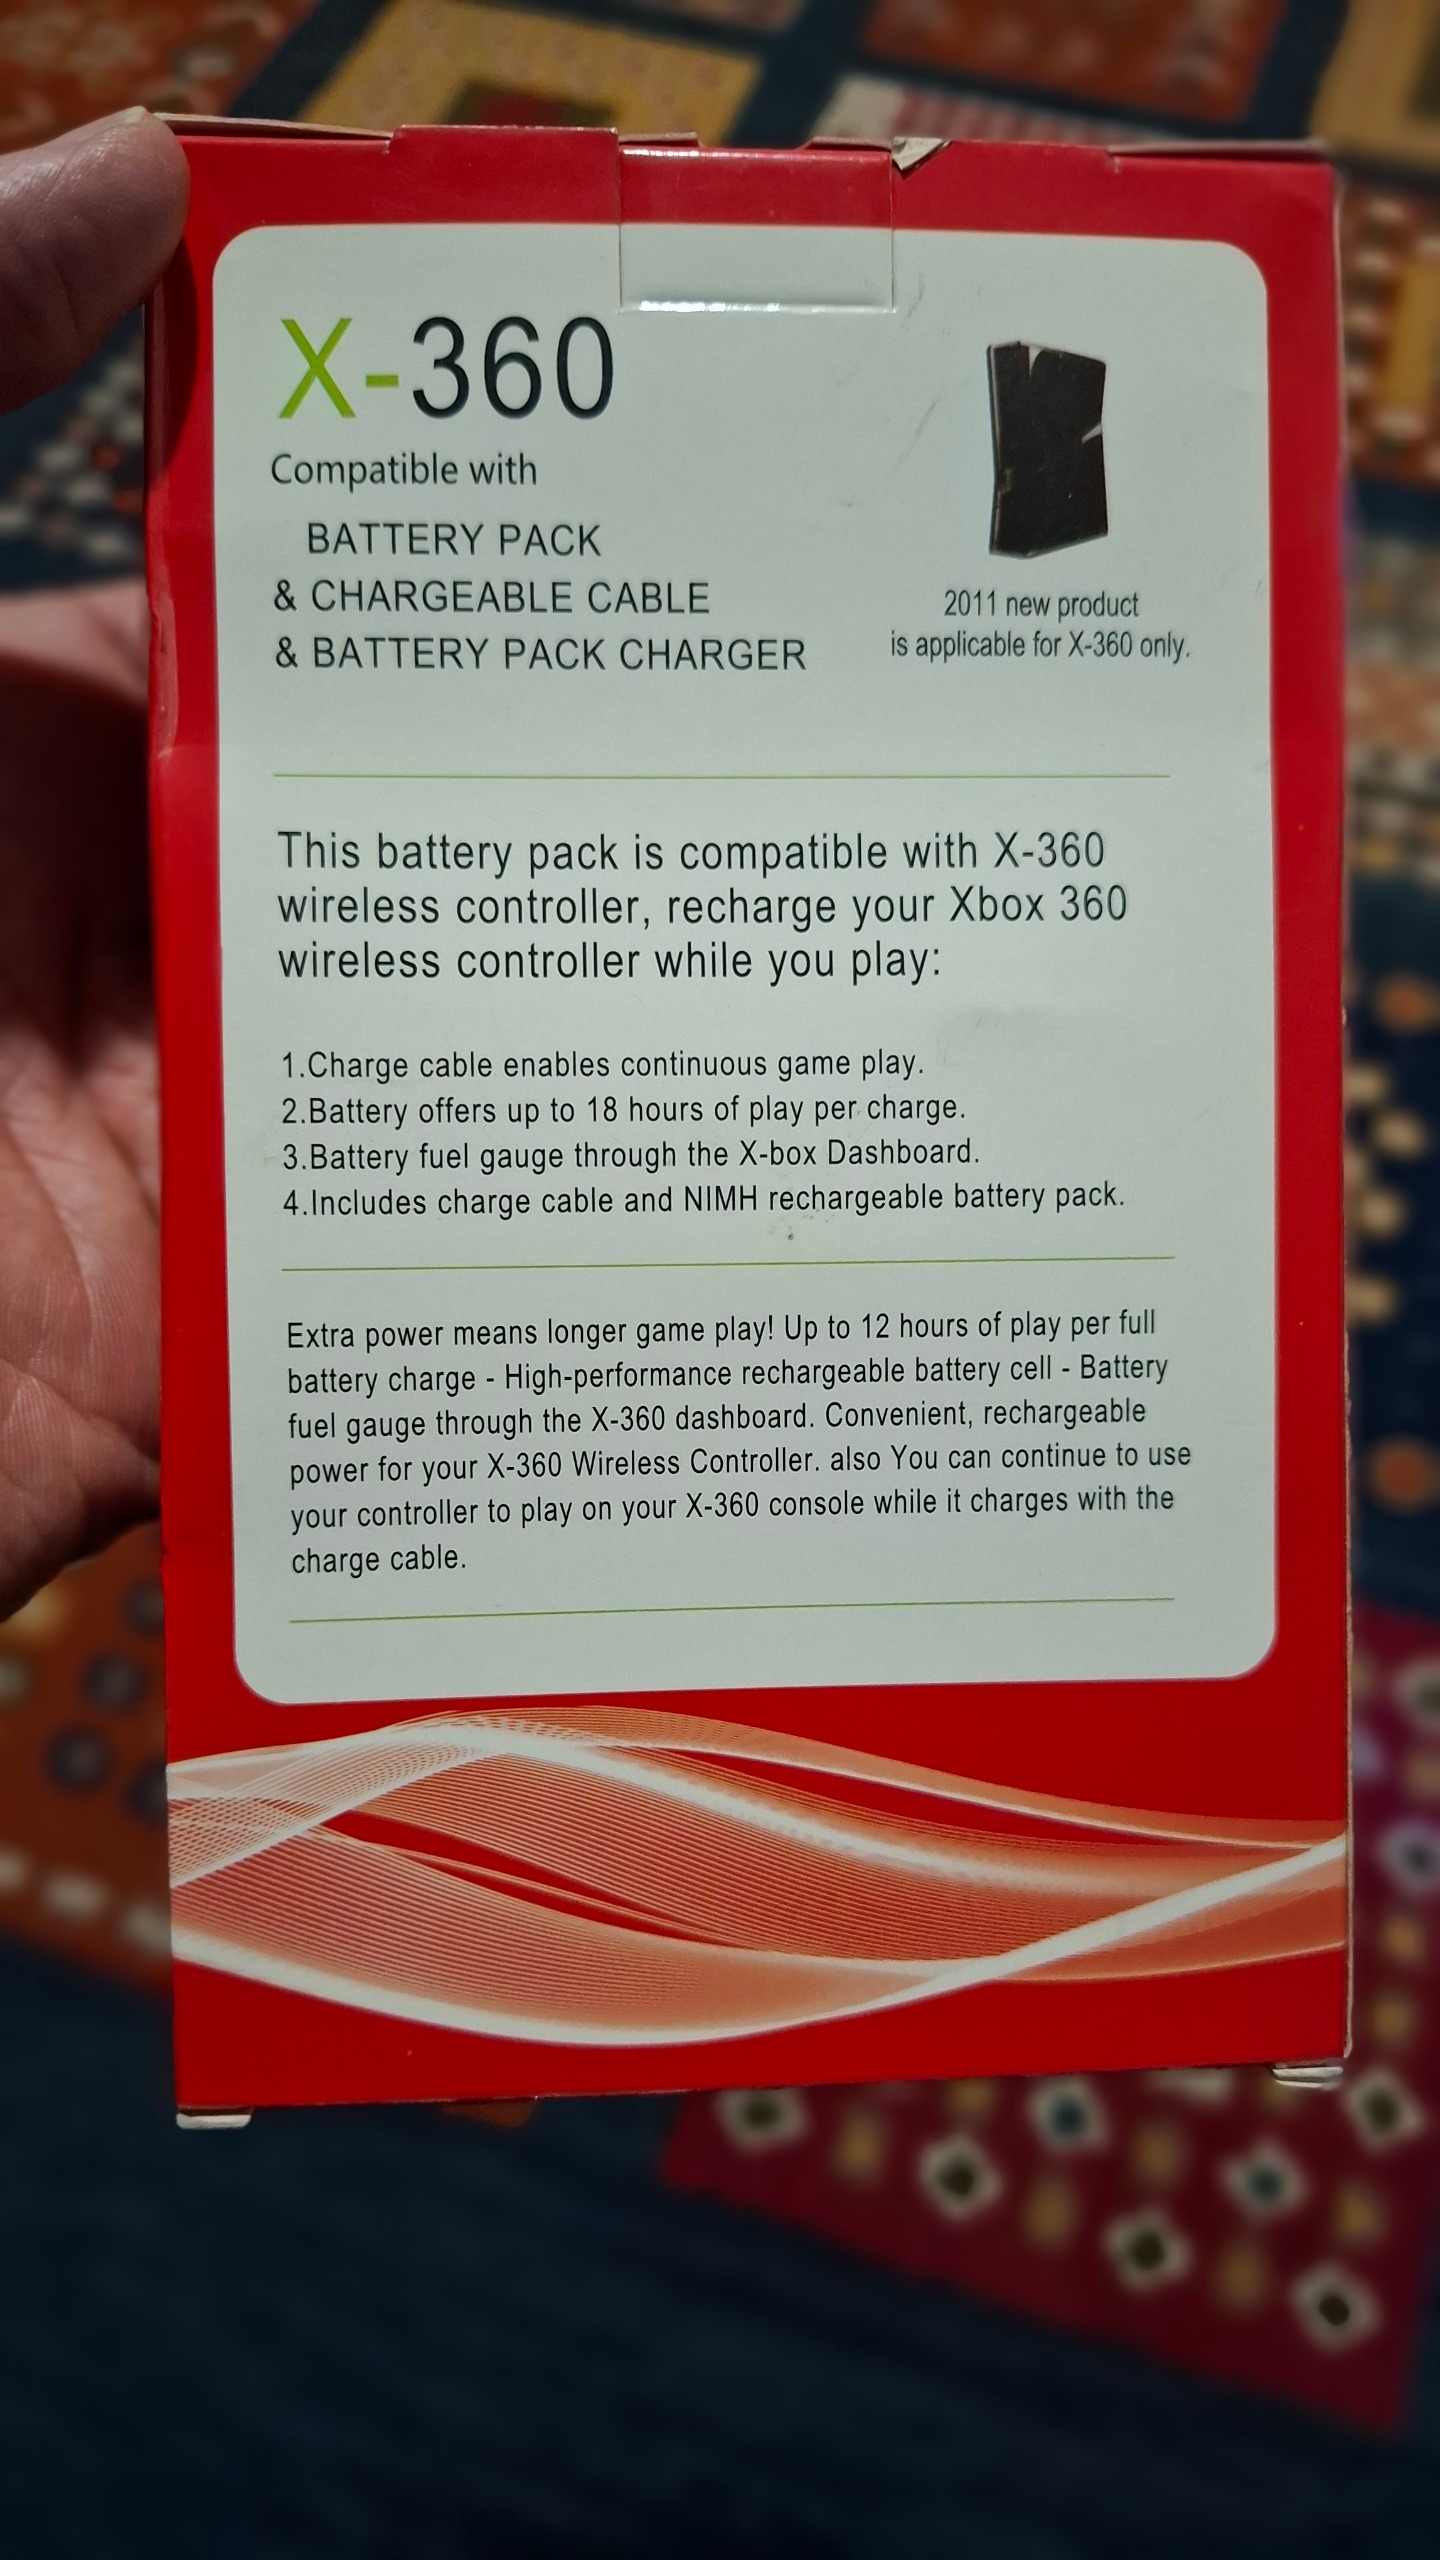 X-360
Compatible with
BATTERY PACK
& CHARGEABLE CABLE
& BATTERY PACK CHARGER
2011 new product
is applicable for X-360 only.
This battery pack is compatible with X-360
wireless controller, recharge your Xbox 360
wireless controller while you play:
1.Charge cable enables continuous game play.
2.Battery offers up to 18 hours of play per charge.
3.Battery fuel gauge through the X-box Dashboard.
4.Includes charge cable and NIMH rechargeable battery pack.
Extra power means longer game play! Up to 12 hours of play per full
battery charge - High-performance rechargeable battery cell - Battery
fuel gauge through the X-360 dashboard. Convenient, rechargeable
power for your X-360 Wireless Controller. also You can continue to use
your controller to play on your X-360 console while it charges with the
charge cable.